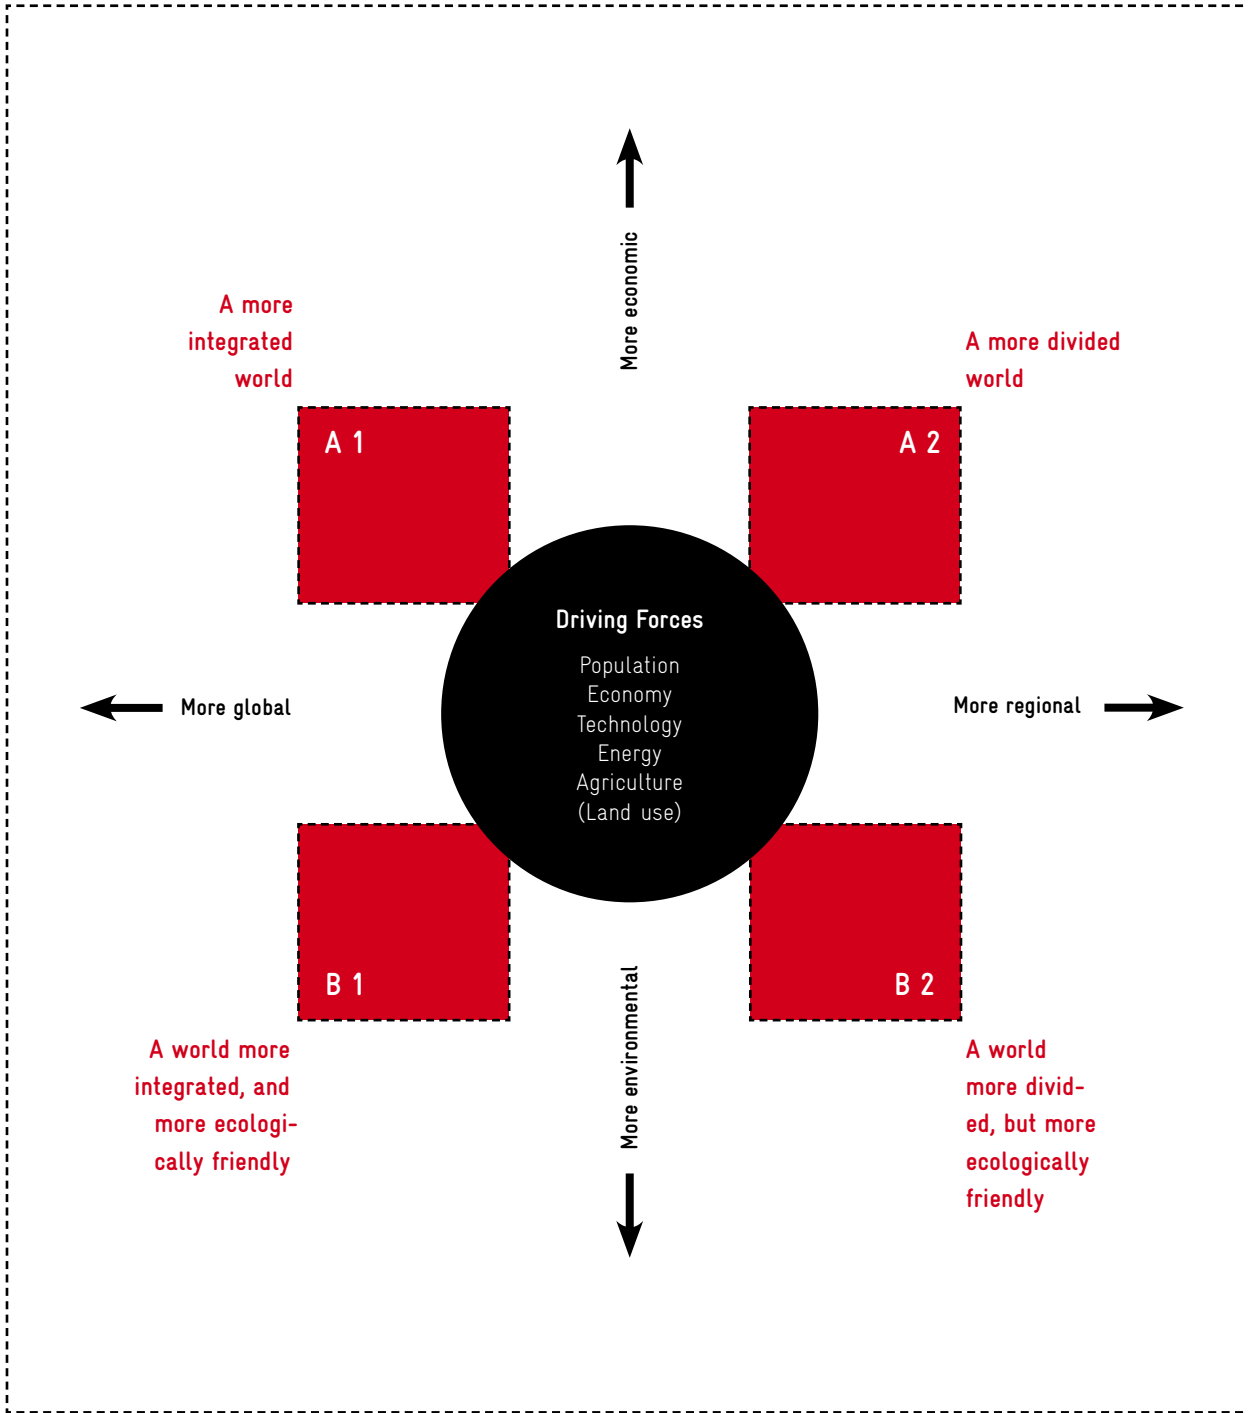 More economic
A more
integrated
world
A more divided
world
A 1
A 2
Driving Forces
Population
Economy
Technology
Energy
Agriculture
(Land use)
More global
More regional
B 1
B 2
More environmental
A world more
integrated, and
more ecologi-
cally friendly
A world
more divid-
ed, but more
ecologically
friendly